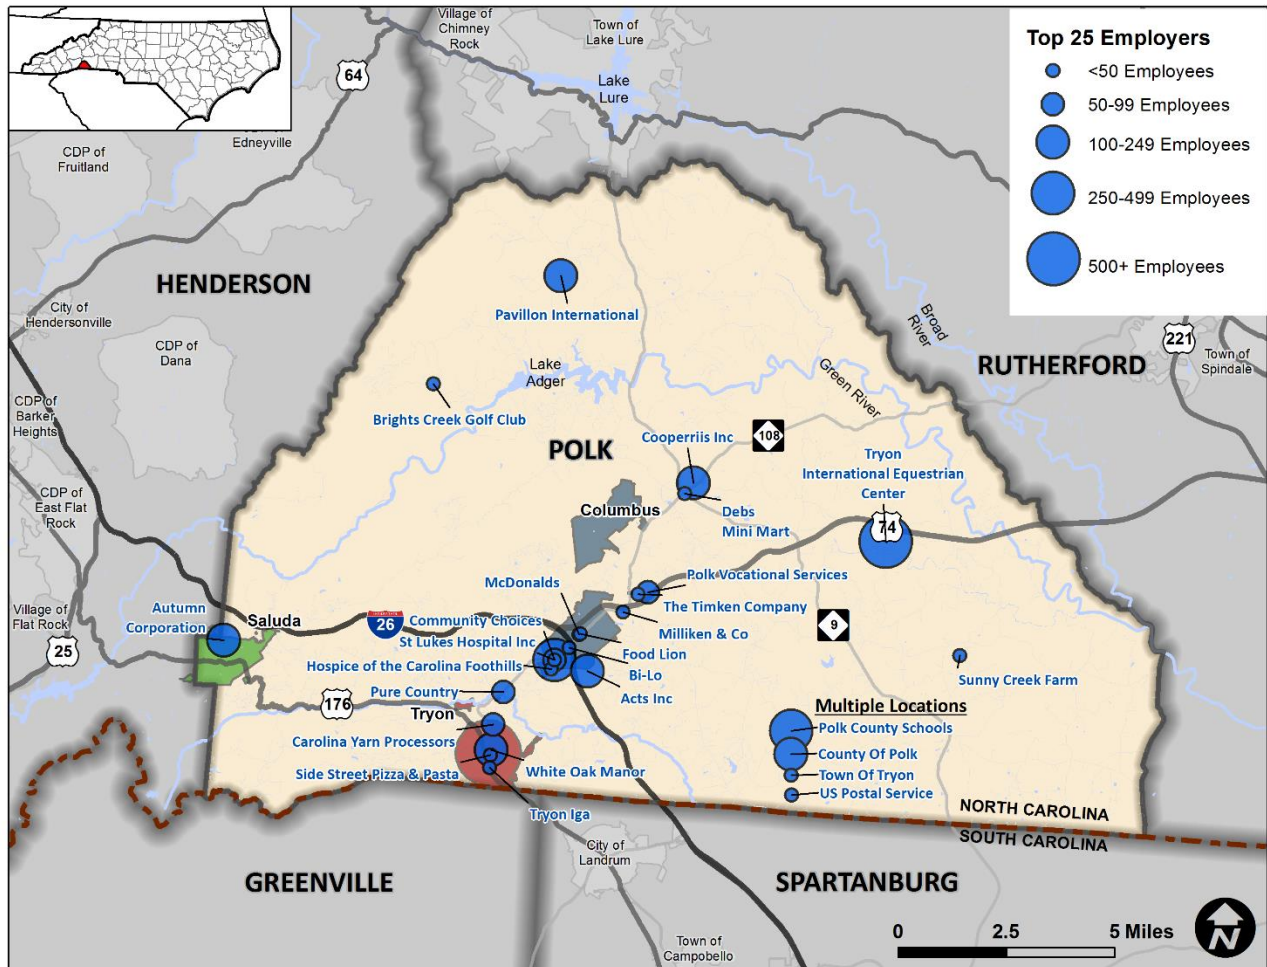 Village of
Chimney
Rock
Town of
Lake Lure
Lake
Lure
64
Edneyville
CDP of
Fruitland
Top 25 Employers
<50 Employees
50-99 Employees
100-249 Employees
250-499 Employees
500+ Employees
HENDERSON
City of
Hendersonville
CDP of
Dana
CDP of
Barker
Heights
CDP of
East Flat
Rock
Village of
Flat Rock
25
Pavillon International
Lake
Adger
Brights Creek Golf Club
POLK
Broad
River
Green River
RUTHERFORD
221
Town of
Spindale
Cooperriis Inc
108
Tryon
International Equestrian
Center
74
Columbus
Debs
Mini Mart
McDonalds
Polk Vocational Services
The Timken Company
Milliken & Co
9
Autumn
Corporation
Saluda
26
Community Choices
St Lukes Hospital Inc
Hospice of the Carolina Foothills
Food Lion
Bi-Lo
Acts Inc
Sunny Creek Farm
Pure Country
176
Tryon
Carolina Yarn Processors
Side Street Pizza & Pasta
White Oak Manor
Tryon Iga
Multiple Locations
Polk County Schools
County Of Polk
Town Of Tryon
US Postal Service
NORTH CAROLINA
SOUTH CAROLINA
City of
Landrum
GREENVILLE
SPARTANBURG
Town of
Campobello
0 2.5 5 Miles
N